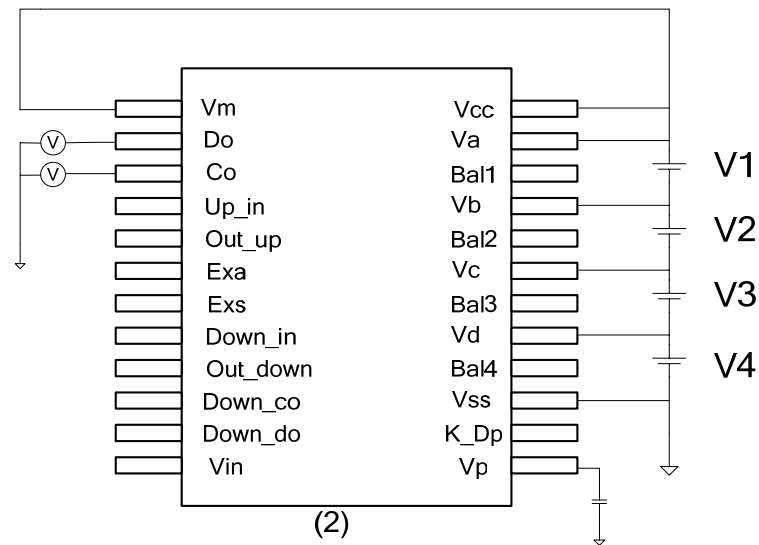 Vm Vcc
V Do Va
V Co Bal1 V1
Up_in Vb
Out_up Bal2 V2
Exa Vc
Exs Bal3 V3
Down_in Vd
Out_down Bal4 V4
Down_co Vss
Down_do K_Dp
Vin Vp
(2)